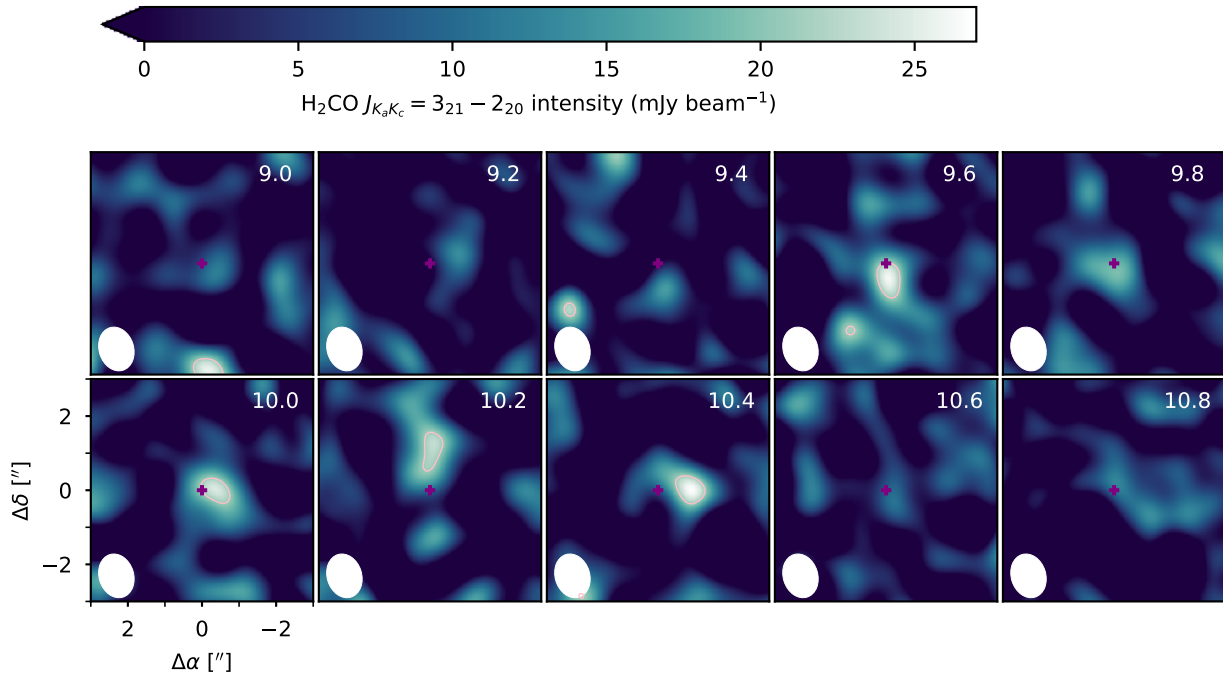 0 5 10 15 20 25
H₂CO J_{K_aK_c} = 3₂₁ − 2₂₀ intensity (mJy beam⁻¹)
9.0 9.2 9.4 9.6 9.8
10.0 10.2 10.4 10.6 10.8
2
0
−2
Δδ [″]
2 0 −2
Δα [″]